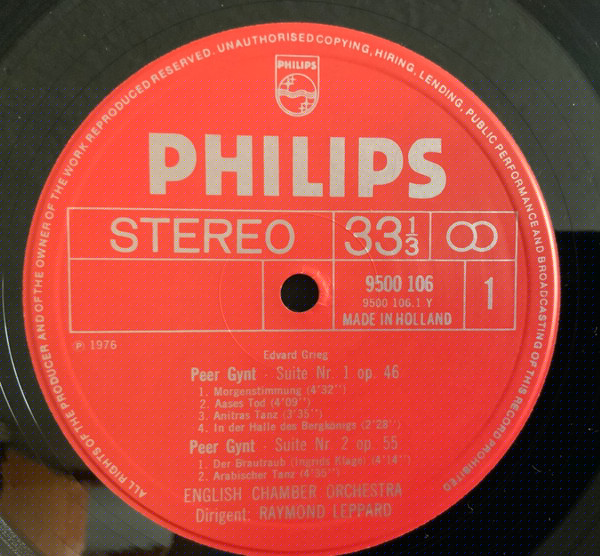 ALL RIGHTS OF THE PRODUCER AND OF THE OWNER OF THE WORK REPRODUCED RESERVED. UNAUTHORISED COPYING, HIRING, LENDING, PUBLIC PERFORMANCE AND BROADCASTING OF THIS RECORD PROHIBITED
PHILIPS
PHILIPS
STEREO 33 1/3
9500 106
9500 106.1 Y
MADE IN HOLLAND
1
Ⓟ 1976
Edvard Grieg
Peer Gynt - Suite Nr. 1 op. 46
1. Morgenstimmung (4'32'')
2. Aases Tod (4'09'')
3. Anitras Tanz (3'35'')
4. In der Halle des Bergkönigs (2'28'')
Peer Gynt - Suite Nr. 2 op. 55
1. Der Brautraub (Ingrids Klage) (4'14'')
2. Arabischer Tanz (4'35'')
ENGLISH CHAMBER ORCHESTRA
Dirigent: RAYMOND LEPPARD